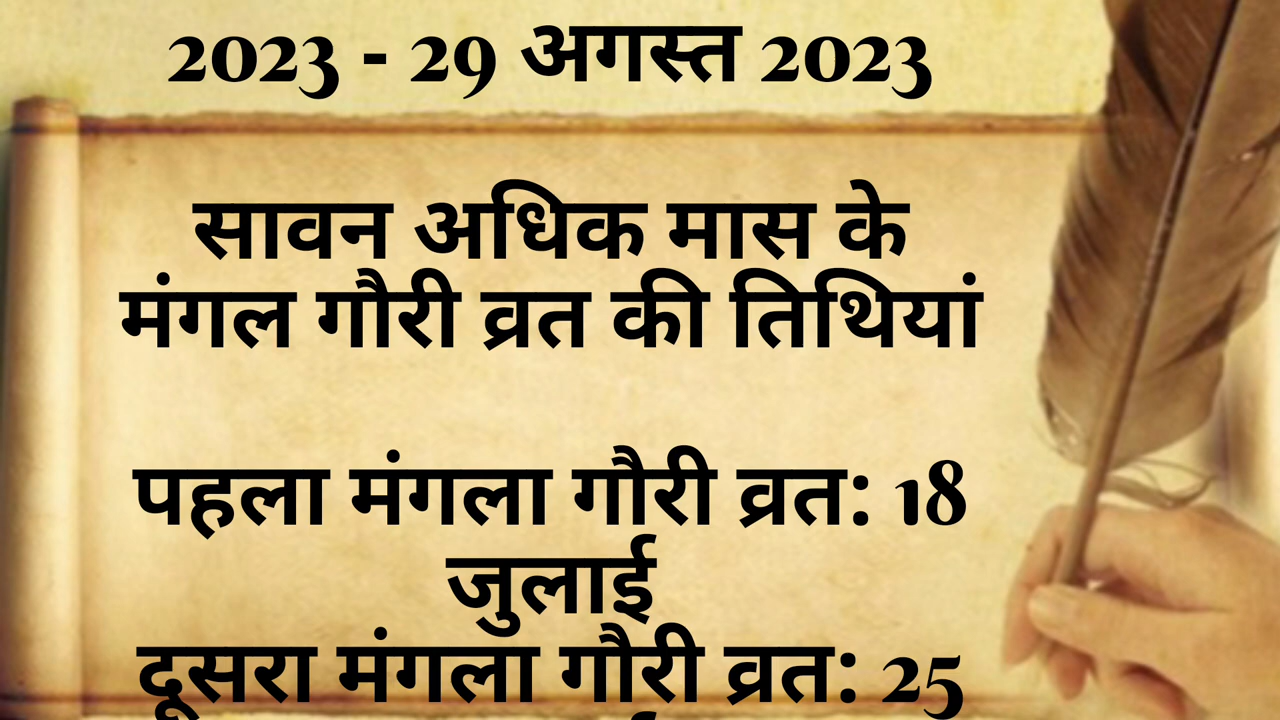 2023 - 29 अगस्त 2023
सावन अधिक मास के
मंगल गौरी व्रत की तिथियां
पहला मंगला गौरी व्रत: 18
जुलाई
दूसरा मंगला गौरी व्रत: 25